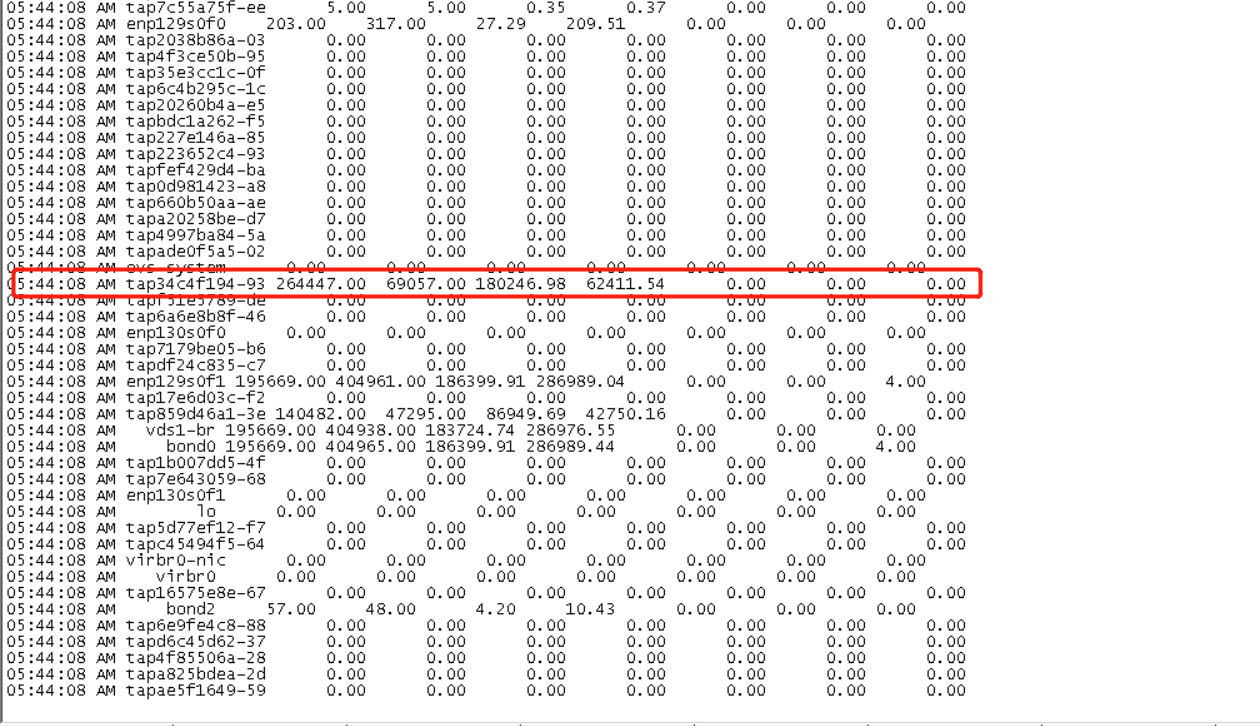 05:44:08 AM tap7c55a75f-ee 5.00 5.00 0.35 0.37 0.00 0.00 0.00
05:44:08 AM enp129s0f0 203.00 317.00 27.29 209.51 0.00 0.00 0.00
05:44:08 AM tap2038b86a-03 0.00 0.00 0.00 0.00 0.00 0.00 0.00
05:44:08 AM tap4f3ce50b-95 0.00 0.00 0.00 0.00 0.00 0.00 0.00
05:44:08 AM tap35e3cc1c-0f 0.00 0.00 0.00 0.00 0.00 0.00 0.00
05:44:08 AM tap6c4b295c-1c 0.00 0.00 0.00 0.00 0.00 0.00 0.00
05:44:08 AM tap20260b4a-e5 0.00 0.00 0.00 0.00 0.00 0.00 0.00
05:44:08 AM tapbdc1a262-f5 0.00 0.00 0.00 0.00 0.00 0.00 0.00
05:44:08 AM tap227e146a-85 0.00 0.00 0.00 0.00 0.00 0.00 0.00
05:44:08 AM tap223652c4-93 0.00 0.00 0.00 0.00 0.00 0.00 0.00
05:44:08 AM tapfef429d4-ba 0.00 0.00 0.00 0.00 0.00 0.00 0.00
05:44:08 AM tap0d981423-a8 0.00 0.00 0.00 0.00 0.00 0.00 0.00
05:44:08 AM tap660b50aa-ae 0.00 0.00 0.00 0.00 0.00 0.00 0.00
05:44:08 AM tapa20258be-d7 0.00 0.00 0.00 0.00 0.00 0.00 0.00
05:44:08 AM tap4997ba84-5a 0.00 0.00 0.00 0.00 0.00 0.00 0.00
05:44:08 AM tapade0f5a5-02 0.00 0.00 0.00 0.00 0.00 0.00 0.00
05:44:08 AM ovs-system 0.00 0.00 0.00 0.00 0.00 0.00 0.00
05:44:08 AM tap34c4f194-93 264447.00 69057.00 180246.98 62411.54 0.00 0.00 0.00
05:44:08 AM tapf51e5789-de 0.00 0.00 0.00 0.00 0.00 0.00 0.00
05:44:08 AM tap6a6e8b8f-46 0.00 0.00 0.00 0.00 0.00 0.00 0.00
05:44:08 AM enp130s0f0 0.00 0.00 0.00 0.00 0.00 0.00 0.00
05:44:08 AM tap7179be05-b6 0.00 0.00 0.00 0.00 0.00 0.00 0.00
05:44:08 AM tapdf24c835-c7 0.00 0.00 0.00 0.00 0.00 0.00 0.00
05:44:08 AM enp129s0f1 195669.00 404961.00 186399.91 286989.04 0.00 0.00 4.00
05:44:08 AM tap17e6d03c-f2 0.00 0.00 0.00 0.00 0.00 0.00 0.00
05:44:08 AM tap859d46a1-3e 140482.00 47295.00 86949.69 42750.16 0.00 0.00 0.00
05:44:08 AM vds1-br 195669.00 404938.00 183724.74 286976.55 0.00 0.00 0.00
05:44:08 AM bond0 195669.00 404965.00 186399.91 286989.44 0.00 0.00 4.00
05:44:08 AM tap1b007dd5-4f 0.00 0.00 0.00 0.00 0.00 0.00 0.00
05:44:08 AM tap7e643059-68 0.00 0.00 0.00 0.00 0.00 0.00 0.00
05:44:08 AM enp130s0f1 0.00 0.00 0.00 0.00 0.00 0.00 0.00
05:44:08 AM lo 0.00 0.00 0.00 0.00 0.00 0.00 0.00
05:44:08 AM tap5d77ef12-f7 0.00 0.00 0.00 0.00 0.00 0.00 0.00
05:44:08 AM tapc45494f5-64 0.00 0.00 0.00 0.00 0.00 0.00 0.00
05:44:08 AM virbr0-nic 0.00 0.00 0.00 0.00 0.00 0.00 0.00
05:44:08 AM virbr0 0.00 0.00 0.00 0.00 0.00 0.00 0.00
05:44:08 AM tap16575e8e-67 0.00 0.00 0.00 0.00 0.00 0.00 0.00
05:44:08 AM bond2 57.00 48.00 4.20 10.43 0.00 0.00 0.00
05:44:08 AM tap6e9fe4c8-88 0.00 0.00 0.00 0.00 0.00 0.00 0.00
05:44:08 AM tapd6c45d62-37 0.00 0.00 0.00 0.00 0.00 0.00 0.00
05:44:08 AM tap4f85506a-28 0.00 0.00 0.00 0.00 0.00 0.00 0.00
05:44:08 AM tapa825bdea-2d 0.00 0.00 0.00 0.00 0.00 0.00 0.00
05:44:08 AM tapae5f1649-59 0.00 0.00 0.00 0.00 0.00 0.00 0.00